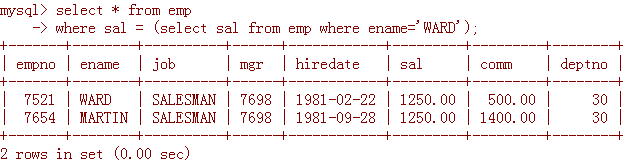 mysql> select * from emp
    -> where sal = (select sal from emp where ename='WARD');
+-------+--------+----------+------+------------+---------+---------+--------+
| empno | ename  | job      | mgr  | hiredate   | sal     | comm    | deptno |
+-------+--------+----------+------+------------+---------+---------+--------+
|  7521 | WARD   | SALESMAN | 7698 | 1981-02-22 | 1250.00 |  500.00 |     30 |
|  7654 | MARTIN | SALESMAN | 7698 | 1981-09-28 | 1250.00 | 1400.00 |     30 |
+-------+--------+----------+------+------------+---------+---------+--------+
2 rows in set (0.00 sec)